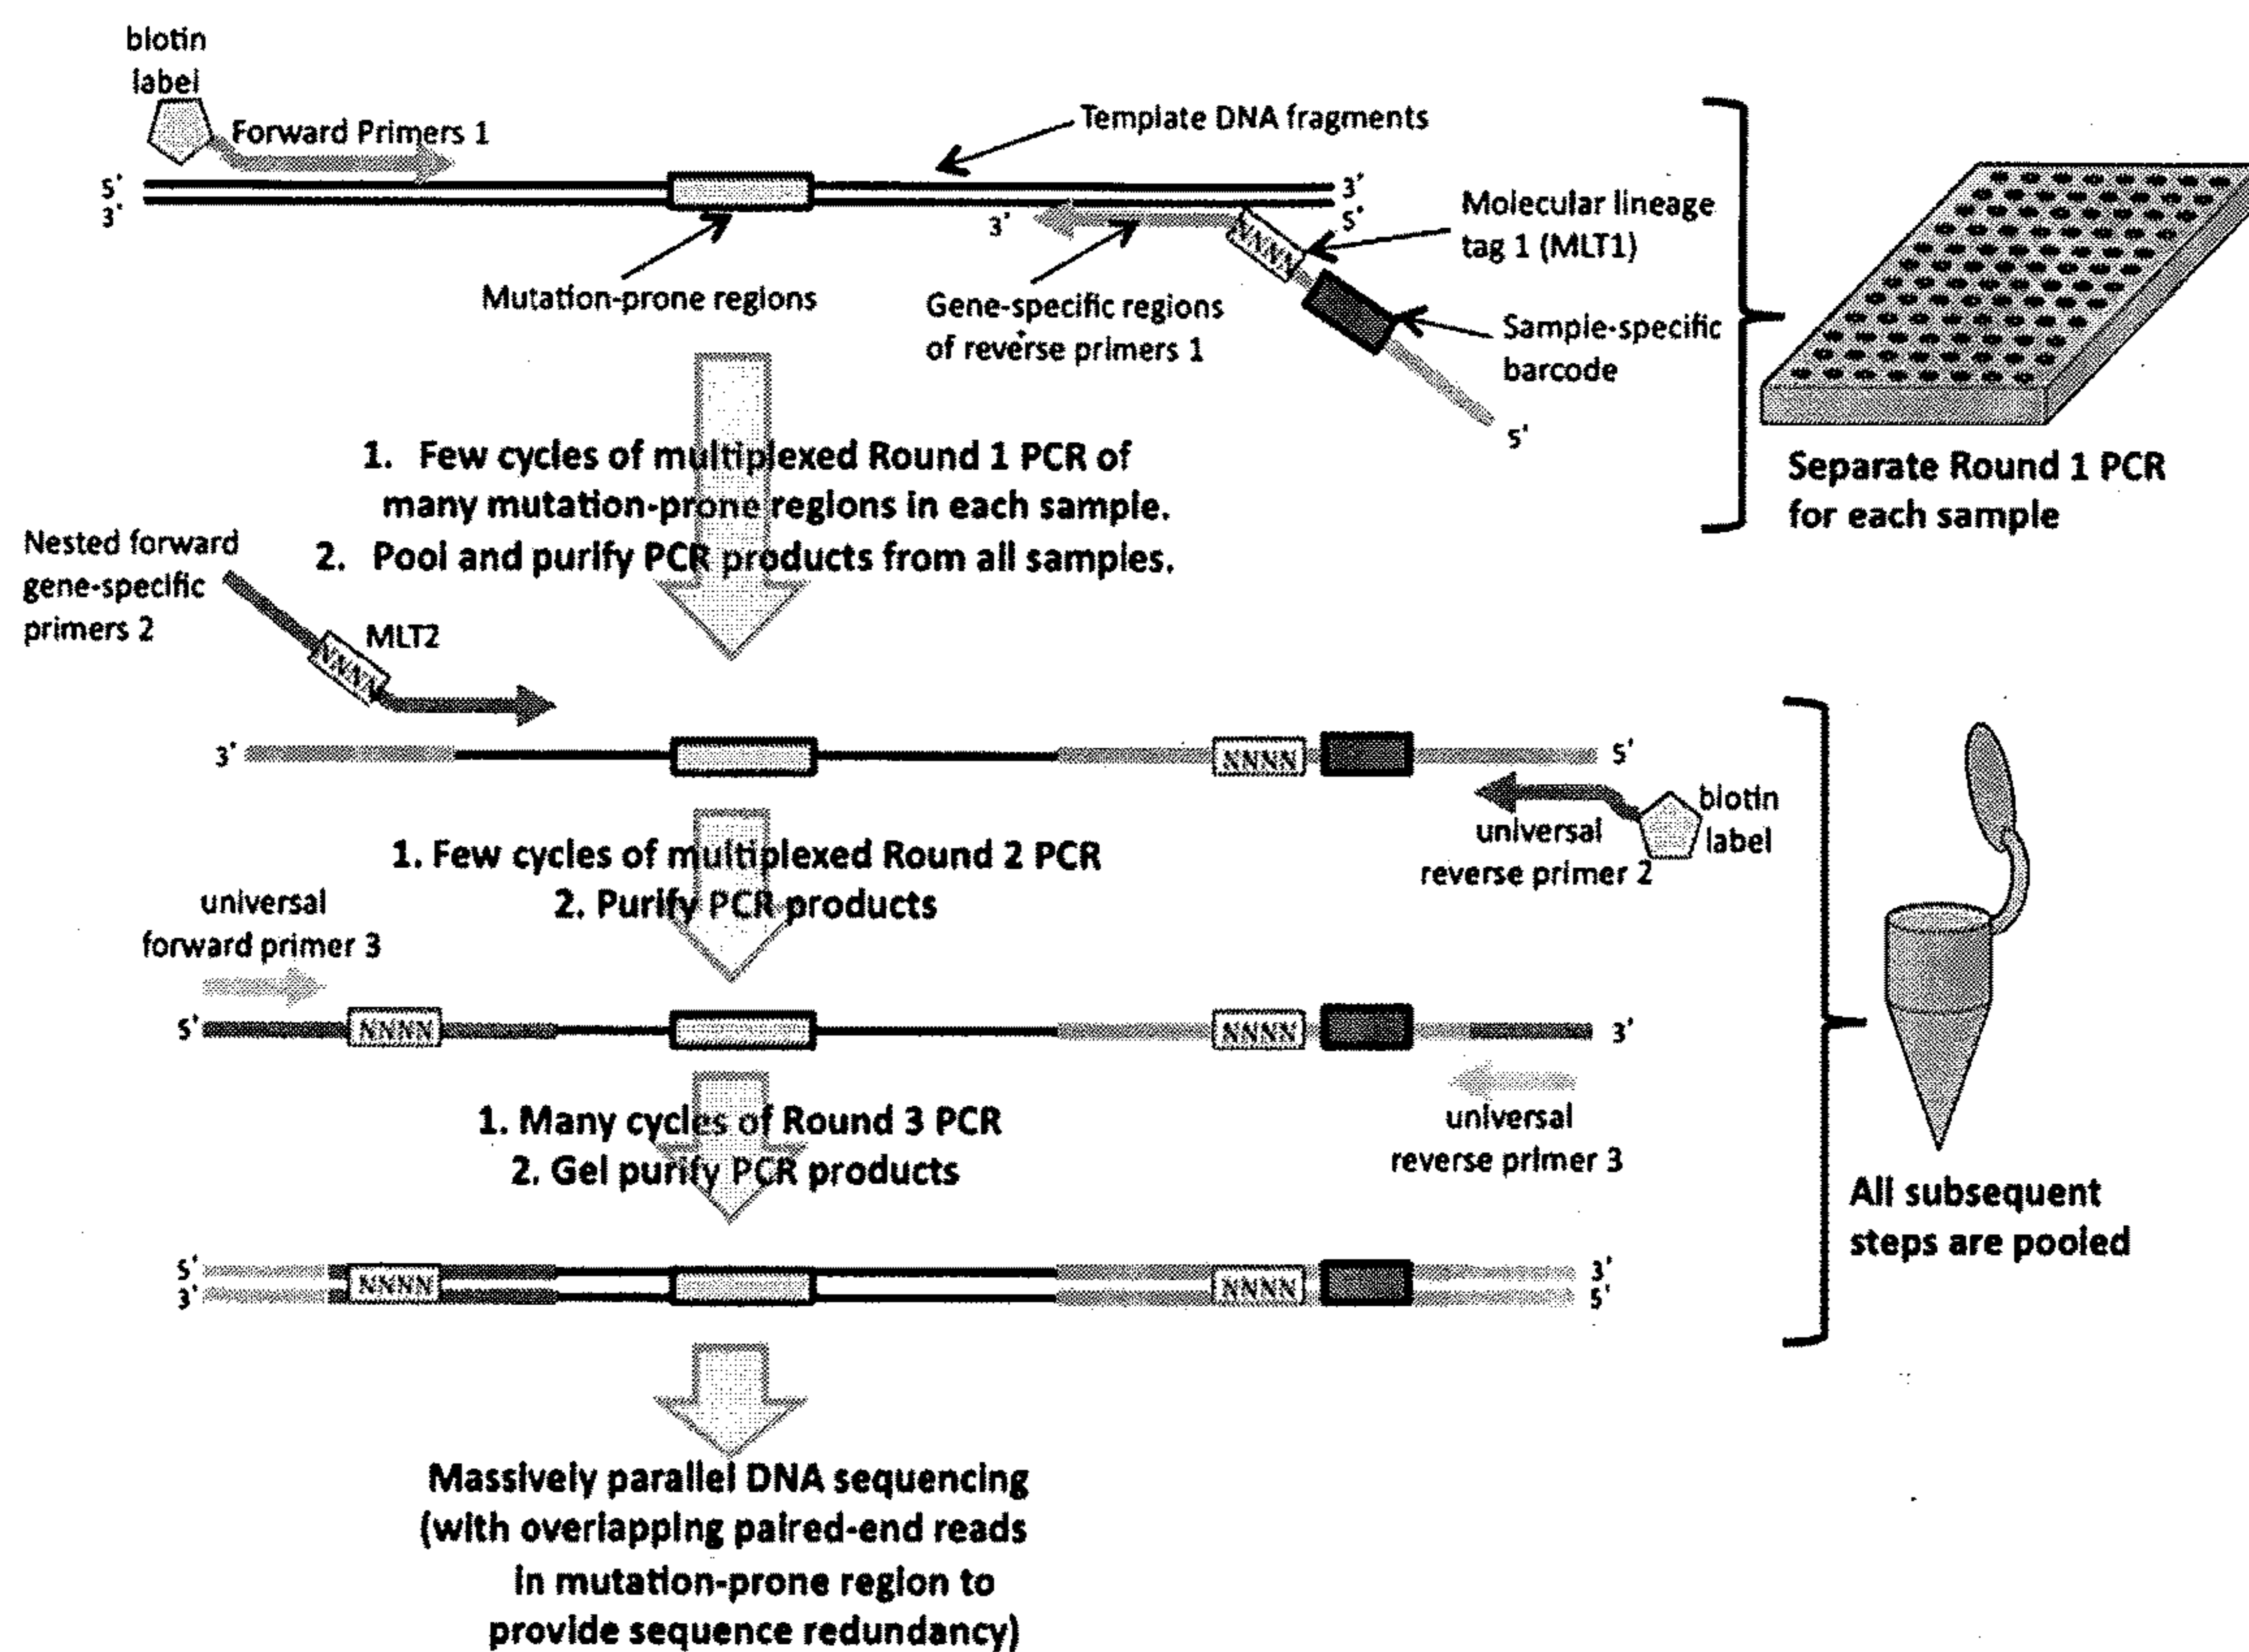 biotin
label
Forward Primers 1
Template DNA fragments
5'
3'
3'
5'
3'
Molecular lineage
tag 1 (MLT1)
NNNN
Mutation-prone regions
Gene-specific regions
of reverse primers 1
Sample-specific
barcode
5'
Separate Round 1 PCR
for each sample
1. Few cycles of multiplexed Round 1 PCR of
many mutation-prone regions in each sample.
2. Pool and purify PCR products from all samples.
Nested forward
gene-specific
primers 2
MLT2
NNNN
3'
NNNN
5'
biotin
label
universal
reverse primer 2
1. Few cycles of multiplexed Round 2 PCR
2. Purify PCR products
universal
forward primer 3
5'
NNNN
NNNN
3'
universal
reverse primer 3
1. Many cycles of Round 3 PCR
2. Gel purify PCR products
All subsequent
steps are pooled
5'
3'
NNNN
NNNN
3'
5'
Massively parallel DNA sequencing
(with overlapping paired-end reads
in mutation-prone region to
provide sequence redundancy)